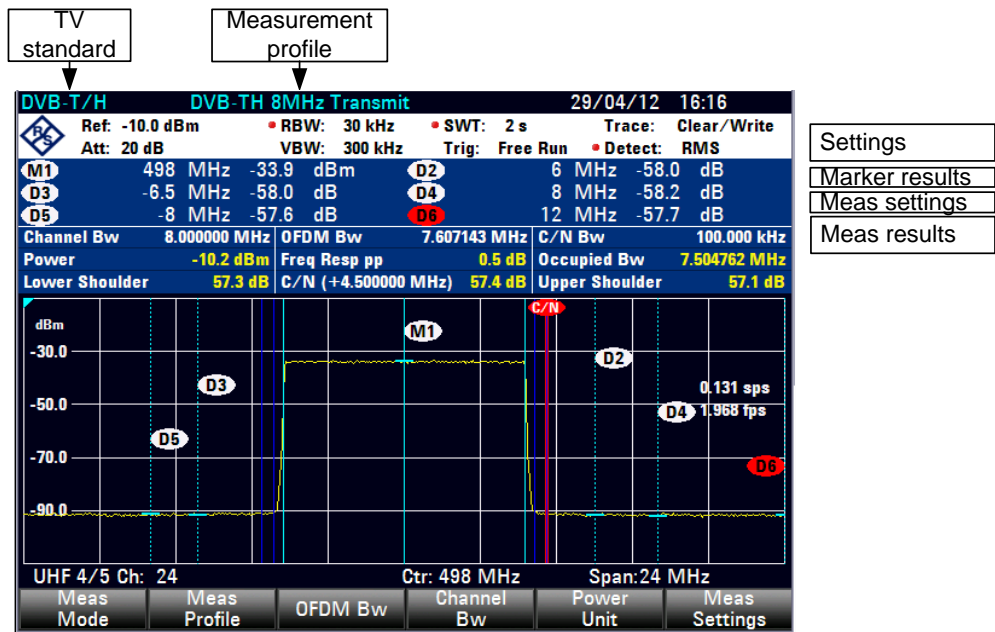 TV standard
Measurement profile
DVB-T/H DVB-TH 8MHz Transmit 29/04/12 16:16
R&S
Ref: -10.0 dBm RBW: 30 kHz SWT: 2 s Trace: Clear/Write
Att: 20 dB VBW: 300 kHz Trig: Free Run Detect: RMS
M1 498 MHz -33.9 dBm D2 6 MHz -58.0 dB
D3 -6.5 MHz -58.0 dB D4 8 MHz -58.2 dB
D5 -8 MHz -57.6 dB D6 12 MHz -57.7 dB
Channel Bw 8.000000 MHz OFDM Bw 7.607143 MHz C/N Bw 100.000 kHz
Power -10.2 dBm Freq Resp pp 0.5 dB Occupied Bw 7.504762 MHz
Lower Shoulder 57.3 dB C/N (+4.500000 MHz) 57.4 dB Upper Shoulder 57.1 dB
Settings
Marker results
Meas settings
Meas results
C/N
dBm
M1
-30.0
D2
D3
0.131 sps
-50.0
D4 1.968 fps
D5
-70.0
D6
-90.0
UHF 4/5 Ch: 24 Ctr: 498 MHz Span:24 MHz
Meas Mode
Meas Profile
OFDM Bw
Channel Bw
Power Unit
Meas Settings